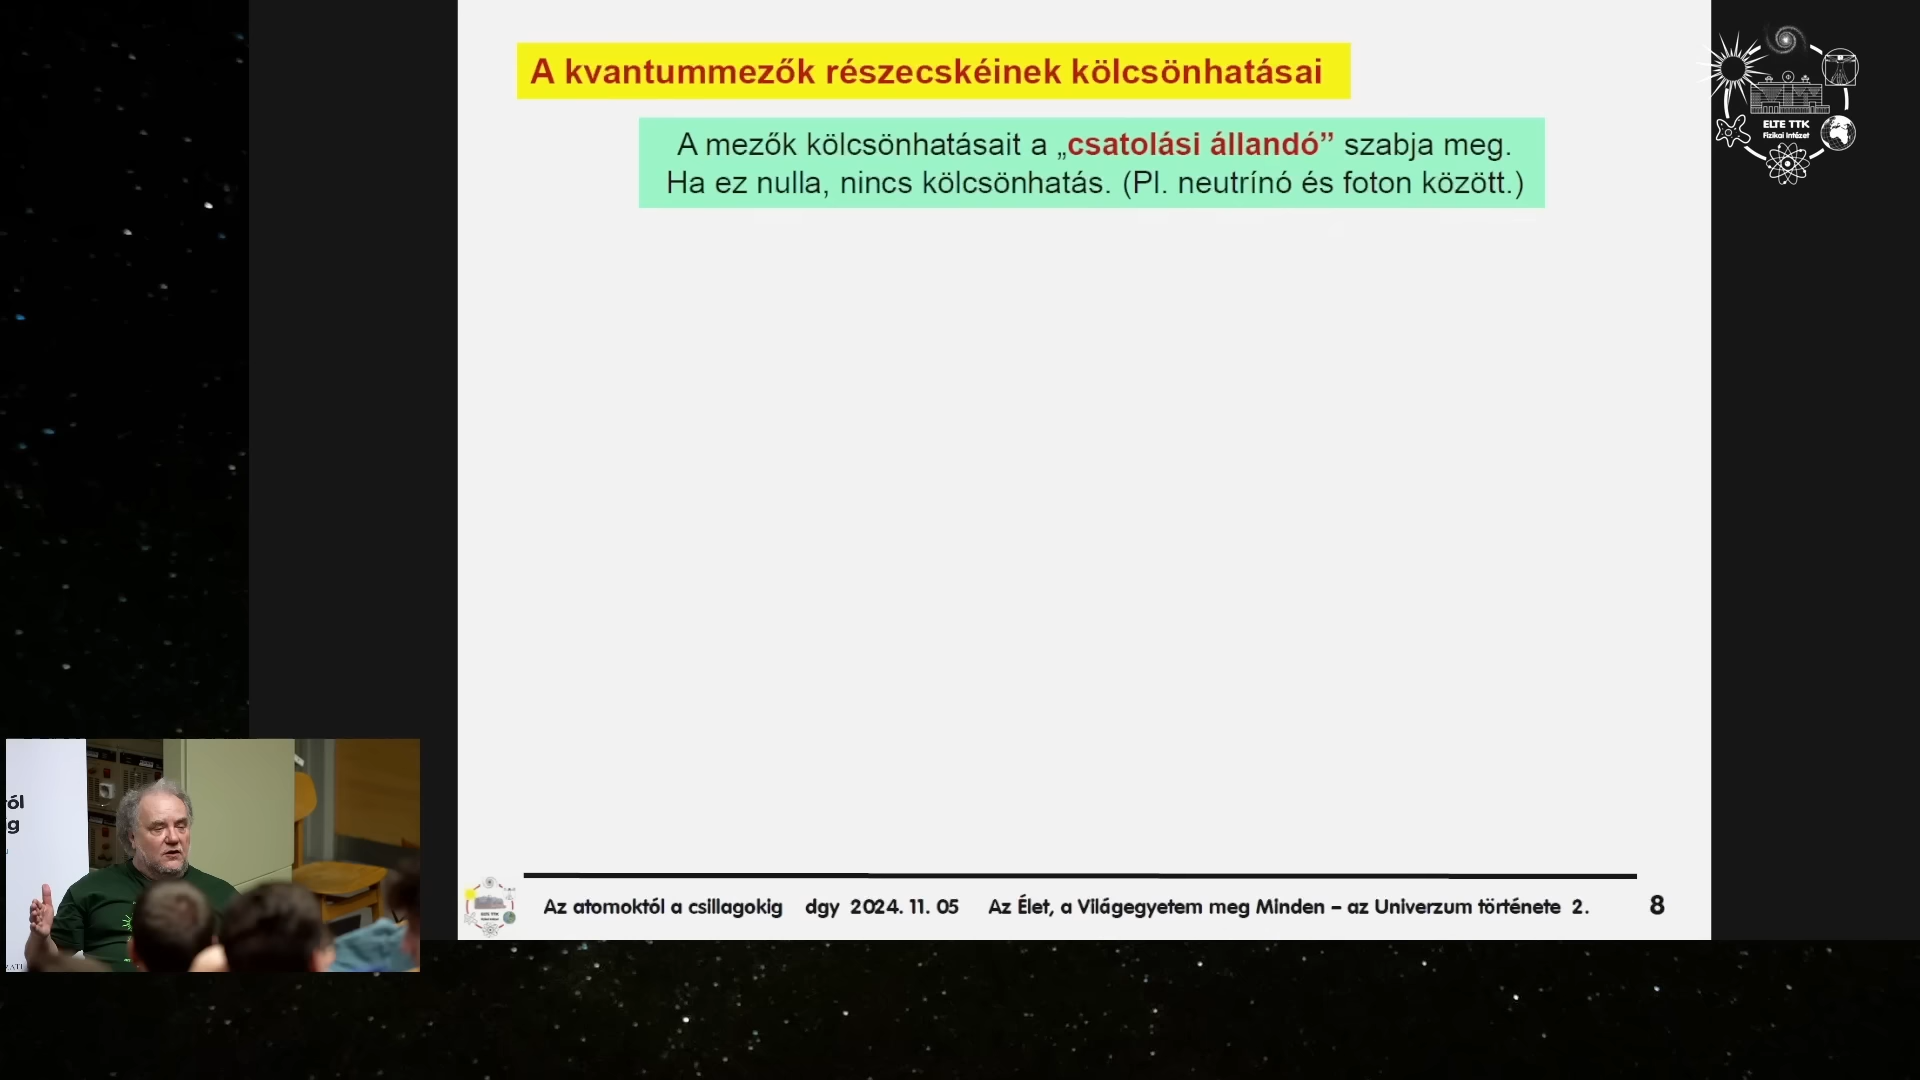 A kvantummezők részecskéinek kölcsönhatásai
A mezők kölcsönhatásait a „csatolási állandó” szabja meg.
Ha ez nulla, nincs kölcsönhatás. (Pl. neutrínó és foton között.)
ELTE TTK
Fizikai Intézet
ól
g
Az atomoktól a csillagokig dgy 2024. 11. 05 Az Élet, a Világegyetem meg Minden – az Univerzum története 2. 8